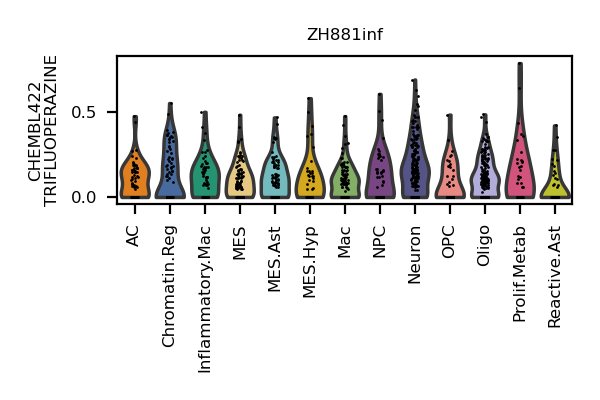 ZH881inf
CHEMBL422
TRIFLUOPERAZINE
0.5
0.0
AC
Chromatin.Reg
Inflammatory.Mac
MES
MES.Ast
MES.Hyp
Mac
NPC
Neuron
OPC
Oligo
Prolif.Metab
Reactive.Ast